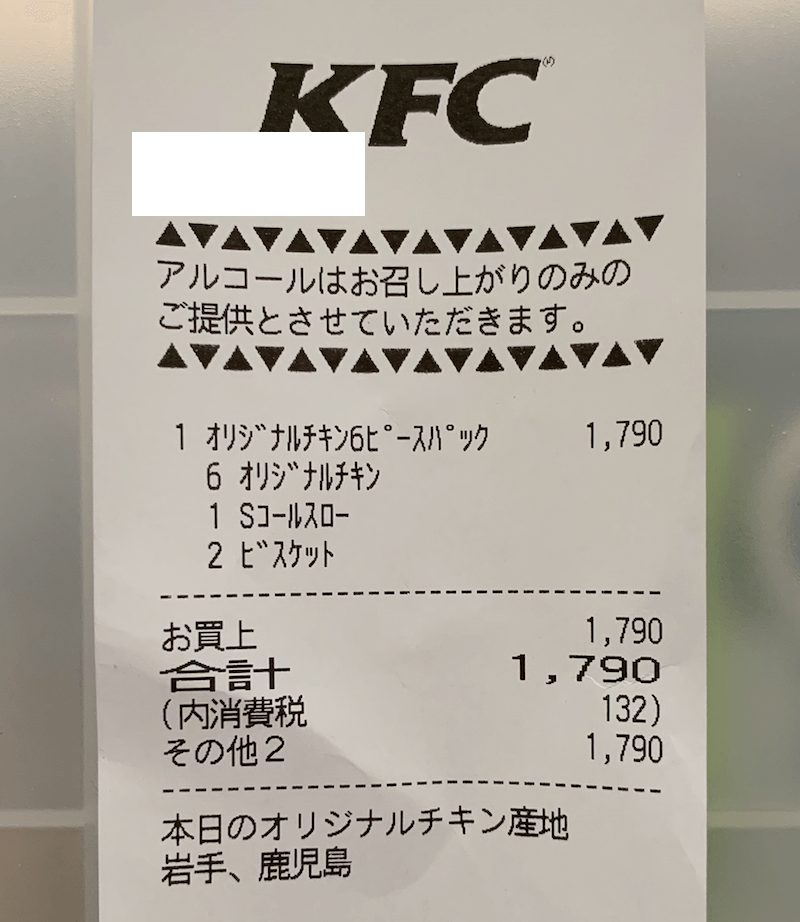 KFC
▲▼▲▼▲▼▲▼▲▼▲▼▲▼▲▼
アルコールはお召し上がりのみの
ご提供とさせていただきます。
▲▼▲▼▲▼▲▼▲▼▲▼▲▼▲▼
1 ｵﾘｼﾞﾅﾙﾁｷﾝ6ﾋﾟｰｽﾊﾟｯｸ 1,790
6 ｵﾘｼﾞﾅﾙﾁｷﾝ
1 Sｺｰﾙｽﾛｰ
2 ﾋﾞｽｹｯﾄ
お買上 1,790
合計 1,790
(内消費税 132)
その他２ 1,790
本日のオリジナルチキン産地
岩手、鹿児島